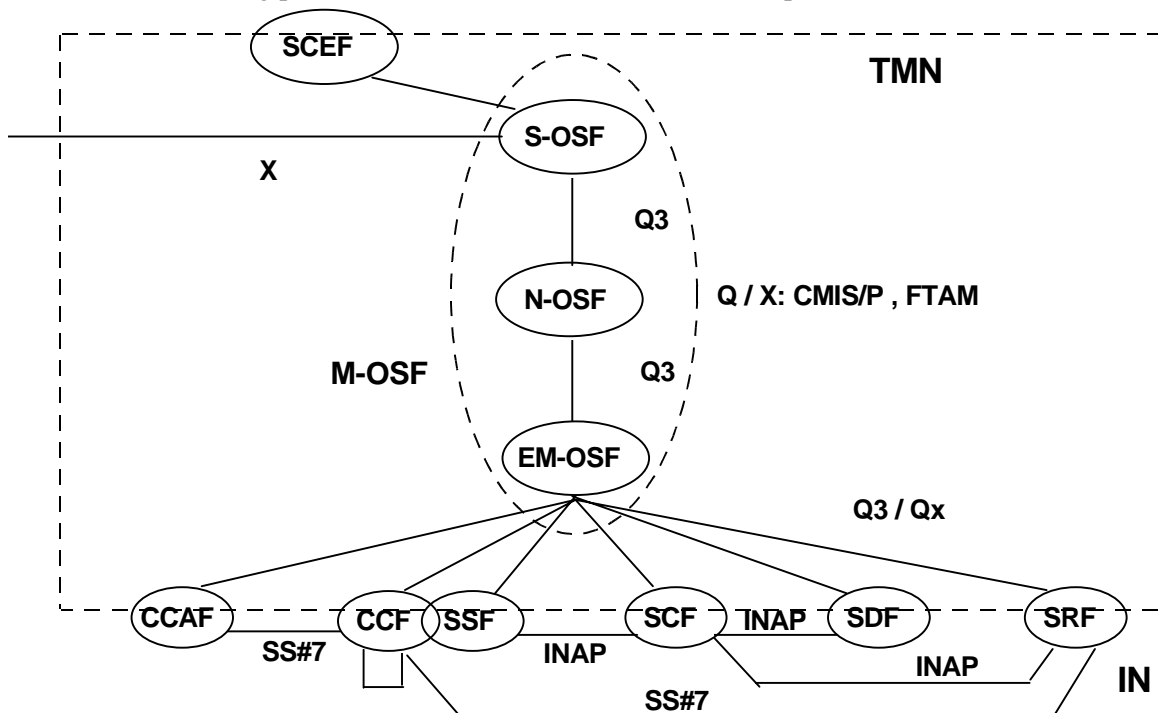 SCEF
TMN
S-OSF
X
Q3
N-OSF
Q / X: CMIS/P , FTAM
M-OSF
Q3
EM-OSF
Q3 / Qx
CCAF
CCF
SSF
SCF
INAP
SDF
SRF
SS#7
INAP
INAP
IN
SS#7